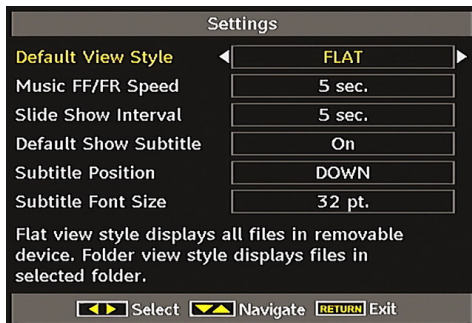 Settings
Default View Style FLAT
Music FF/FR Speed 5 sec.
Slide Show Interval 5 sec.
Default Show Subtitle On
Subtitle Position DOWN
Subtitle Font Size 32 pt.
Flat view style displays all files in removable
device. Folder view style displays files in
selected folder.
Select Navigate RETURN Exit